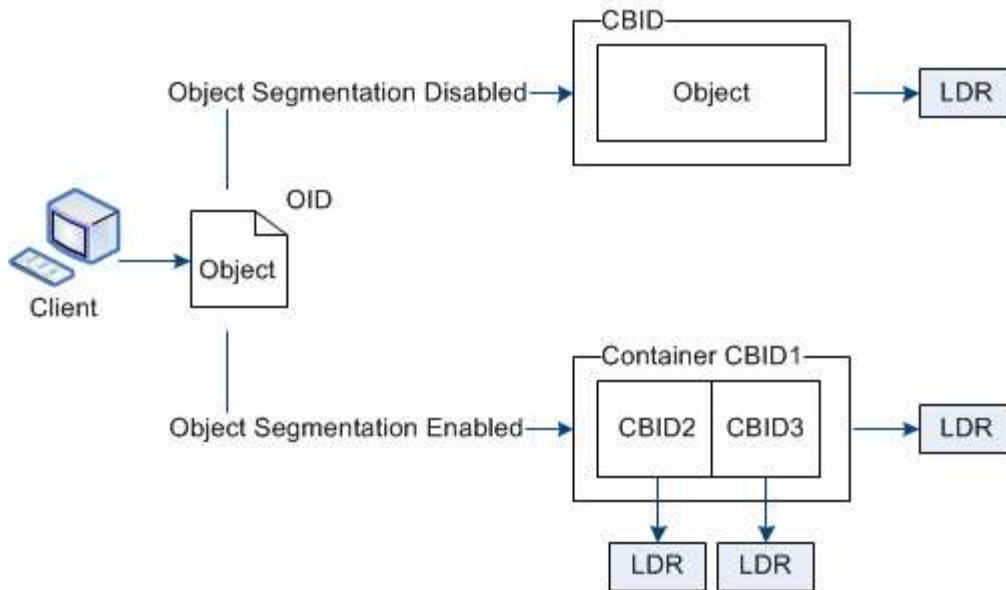 CBID
Object Segmentation Disabled
Object
LDR
OID
Object
Client
Container CBID1
Object Segmentation Enabled
CBID2
CBID3
LDR
LDR
LDR